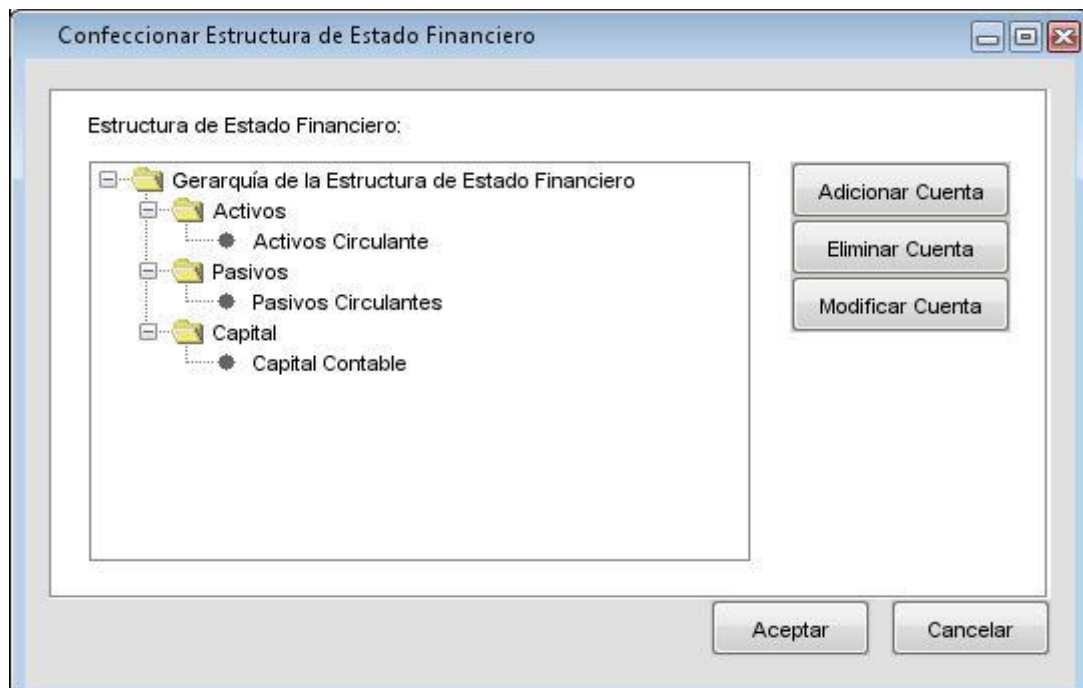 Confeccionar Estructura de Estado Financiero
Estructura de Estado Financiero:
Gerarquía de la Estructura de Estado Financiero
Activos
Activos Circulante
Pasivos
Pasivos Circulantes
Capital
Capital Contable
Adicionar Cuenta
Eliminar Cuenta
Modificar Cuenta
Aceptar
Cancelar